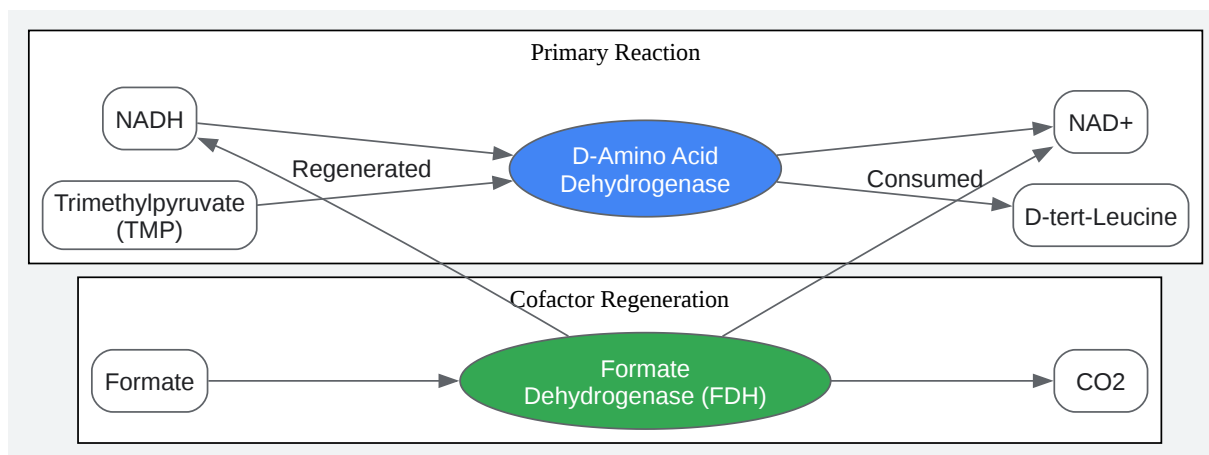 Primary Reaction
NADH
D-Amino Acid
Dehydrogenase
NAD+
Regenerated
Consumed
Trimethylpyruvate
(TMP)
D-tert-Leucine
Cofactor Regeneration
Formate
Formate
Dehydrogenase (FDH)
CO2